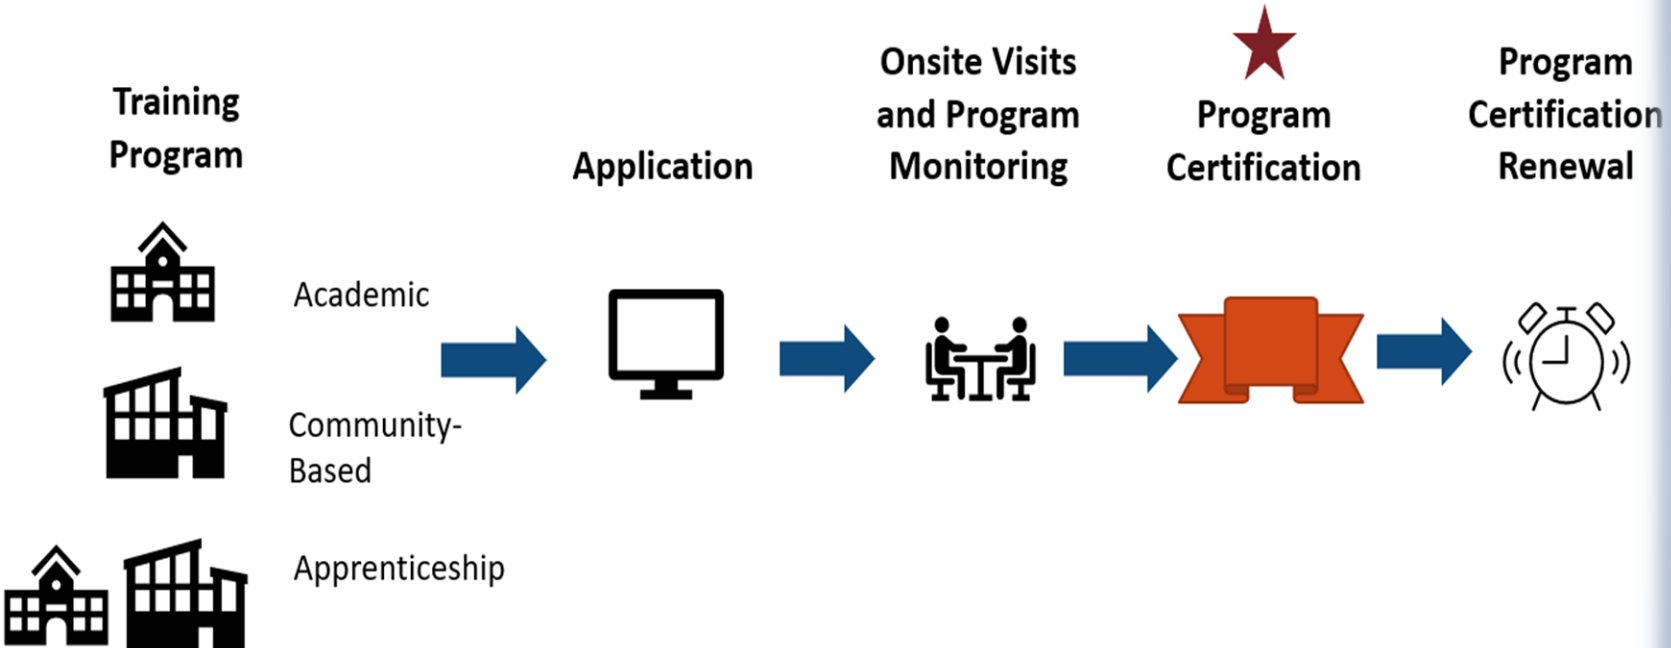 Training
Program
Application
Onsite Visits
and Program
Monitoring
Program
Certification
Program
Certification
Renewal
Academic
Community-
Based
Apprenticeship